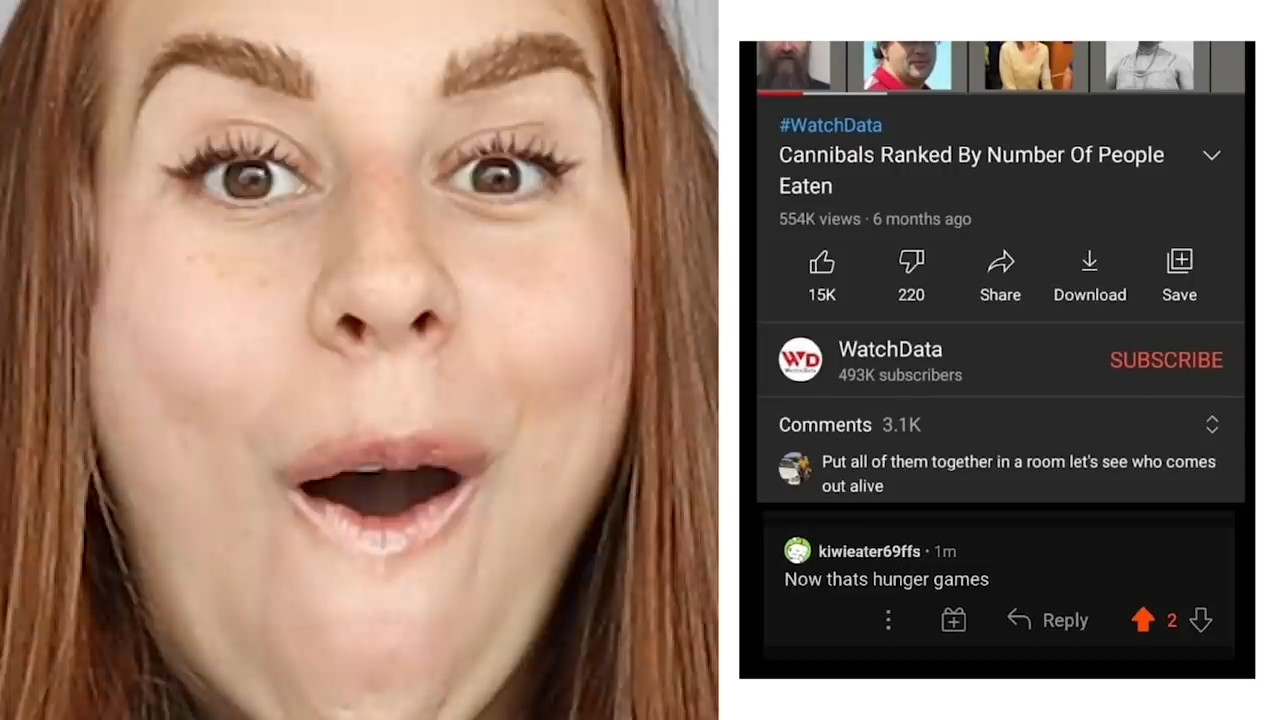 #WatchData
Cannibals Ranked By Number Of People
Eaten
554K views · 6 months ago
15K
220
Share
Download
Save
WD
WatchData
493K subscribers
SUBSCRIBE
Comments 3.1K
Put all of them together in a room let's see who comes
out alive
kiwieater69ffs · 1m
Now thats hunger games
Reply
2